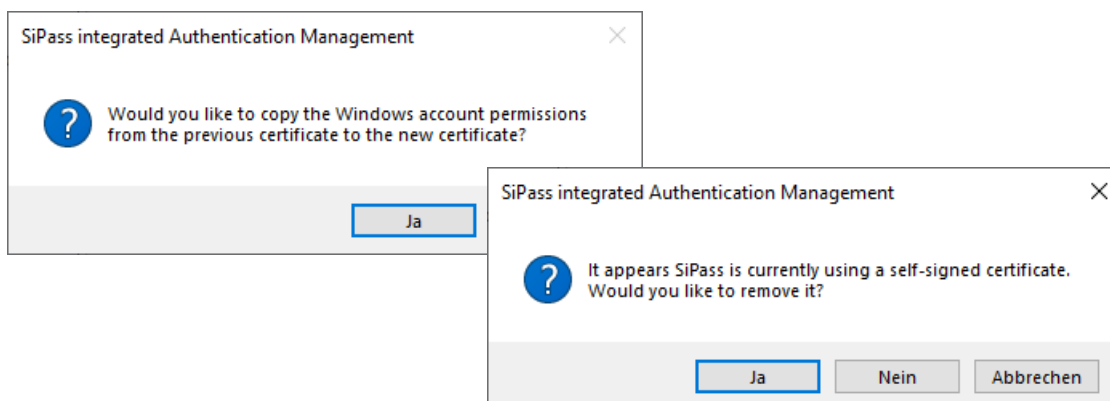 SiPass integrated Authentication Management
Would you like to copy the Windows account permissions
from the previous certificate to the new certificate?
Ja
SiPass integrated Authentication Management
It appears SiPass is currently using a self-signed certificate.
Would you like to remove it?
Ja Nein Abbrechen